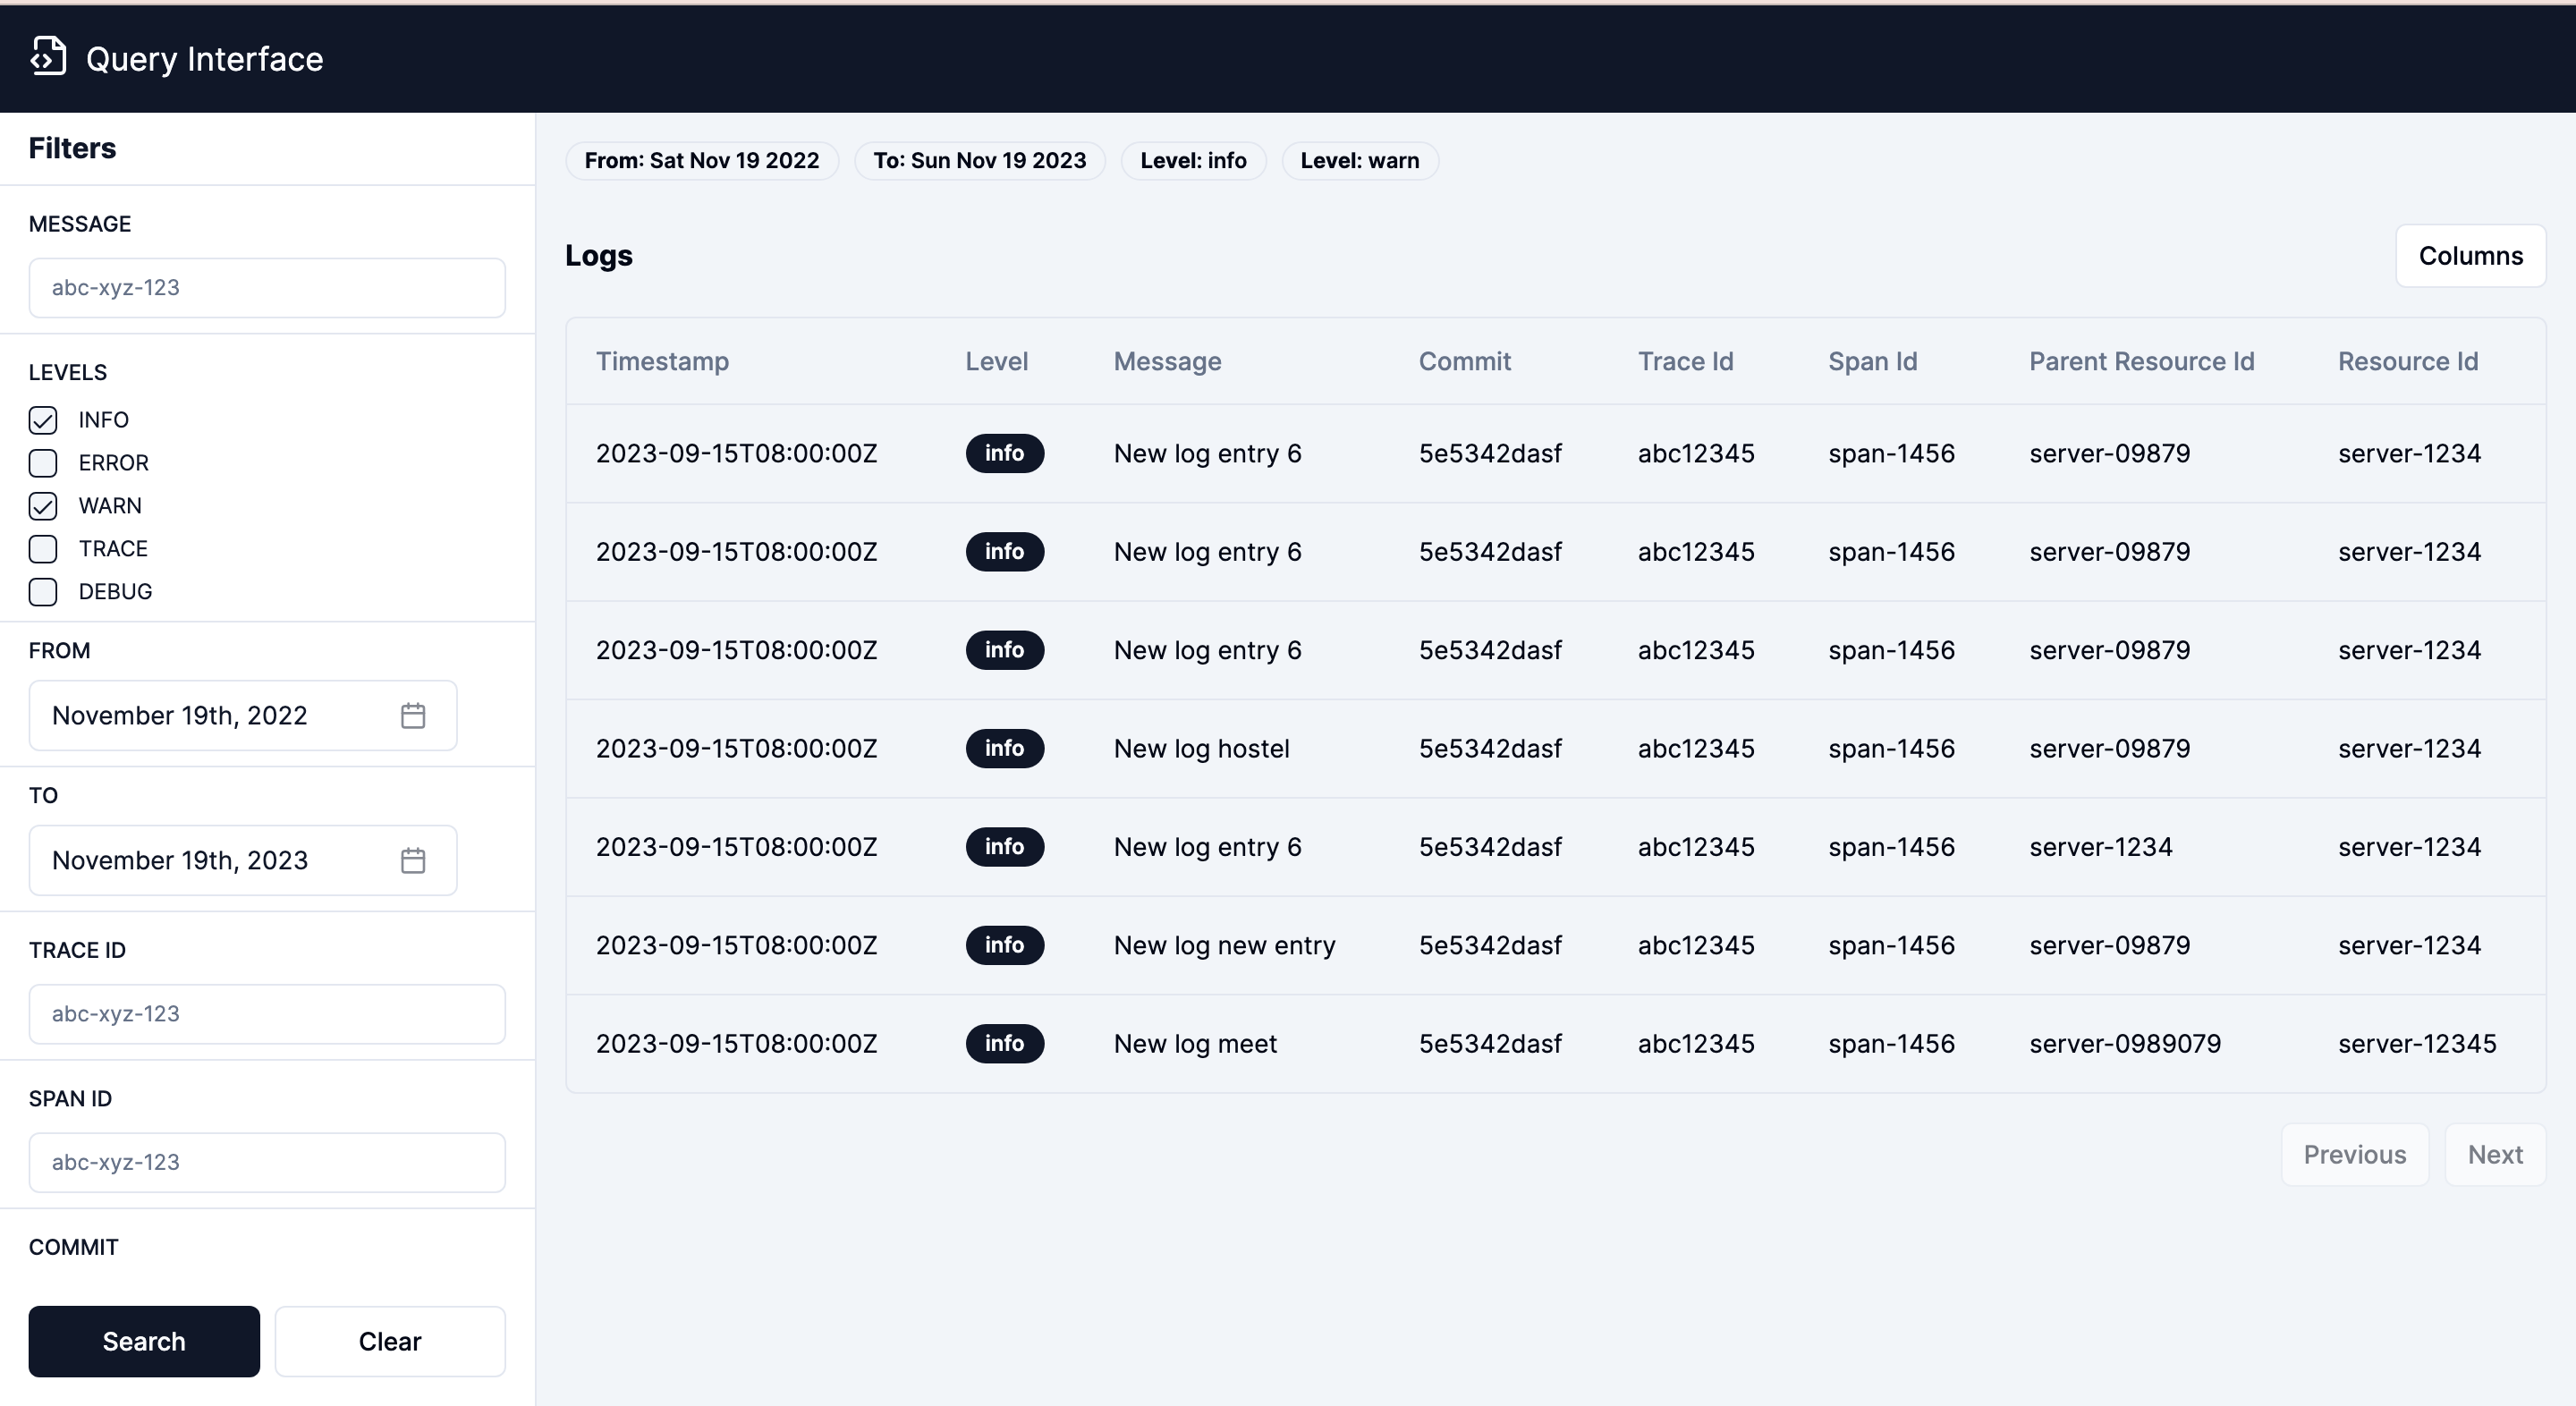 Query Interface
Filters
MESSAGE
abc-xyz-123
LEVELS
INFO
ERROR
WARN
TRACE
DEBUG
FROM
November 19th, 2022
TO
November 19th, 2023
TRACE ID
abc-xyz-123
SPAN ID
abc-xyz-123
COMMIT
Search Clear
From: Sat Nov 19 2022 To: Sun Nov 19 2023 Level: info Level: warn
Logs Columns
Timestamp Level Message Commit Trace Id Span Id Parent Resource Id Resource Id
2023-09-15T08:00:00Z info New log entry 6 5e5342dasf abc12345 span-1456 server-09879 server-1234
2023-09-15T08:00:00Z info New log entry 6 5e5342dasf abc12345 span-1456 server-09879 server-1234
2023-09-15T08:00:00Z info New log entry 6 5e5342dasf abc12345 span-1456 server-09879 server-1234
2023-09-15T08:00:00Z info New log hostel 5e5342dasf abc12345 span-1456 server-09879 server-1234
2023-09-15T08:00:00Z info New log entry 6 5e5342dasf abc12345 span-1456 server-1234 server-1234
2023-09-15T08:00:00Z info New log new entry 5e5342dasf abc12345 span-1456 server-09879 server-1234
2023-09-15T08:00:00Z info New log meet 5e5342dasf abc12345 span-1456 server-0989079 server-12345
Previous Next